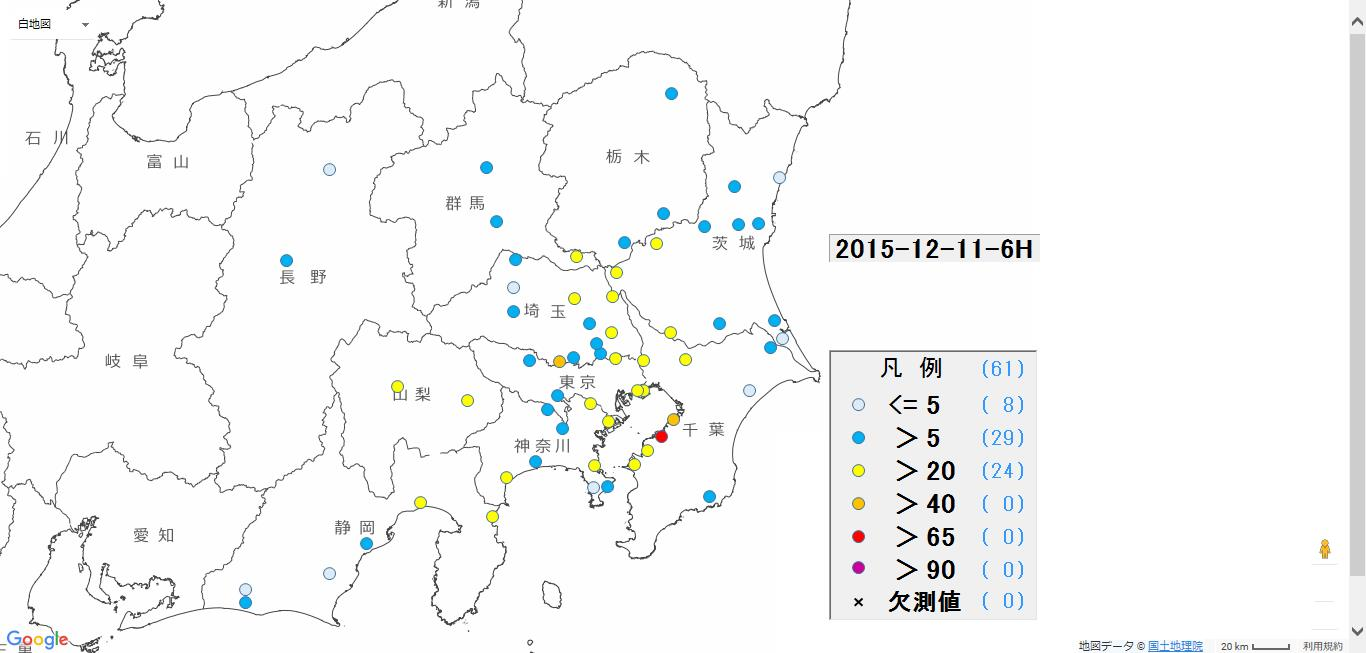 新 潟
白地図
石 川
富 山
栃 木
群 馬
茨 城
2015-12-11-6H
長 野
埼 玉
岐 阜
凡 例 (61)
東 京
山 梨
<= 5 ( 8)
千 葉
> 5 (29)
神 奈 川
> 20 (24)
> 40 ( 0)
静 岡
愛 知
> 65 ( 0)
> 90 ( 0)
× 欠測値 ( 0)
Google
地図データ © 国土地理院 20 km 利用規約